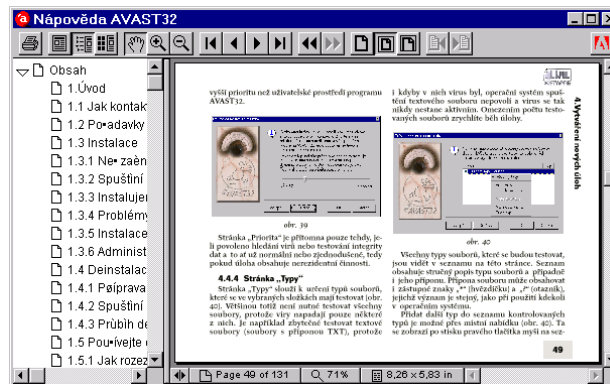 Nápověda AVAST32
Obsah
1.Úvod
1.1 Jak kontak
1.2 Po•adavky
1.3 Instalace
1.3.1 Ne• zaèn
1.3.2 Spuštìní
1.3.3 Instalujer
1.3.4 Problémy
1.3.5 Instalace
1.3.6 Administ
1.4 Deinstalac
1.4.1 Pøíprava
1.4.2 Spuštìní
1.4.3 Prùbìh de
1.5 Pou•ívejte
1.5.1 Jak rozez
vyšší prioritu než uživatelské prostředí programu
AVAST32.
obr. 39
Stránka „Priorita" je přítomna pouze tehdy, je-
li povoleno hledání virů nebo testování integrity
dat a to ať už normální nebo zjednodušené, tedy
pokud úloha obsahuje nerezidentní činnosti.
4.4.4 Stránka „Typy"
Stránka „Typy" slouží k určení typů souborů,
které se ve vybraných složkách mají testovat (obr.
40). Většinou totiž není nutné testovat všechny
soubory, protože viry napadají pouze některé
z nich. Je například zbytečné testovat textové
soubory (soubory s příponou TXT), protože
i kdyby v nich virus byl, operační systém spuš-
tění textového souboru nepovolí a virus se tak
nikdy nestane aktivním. Omezením počtu testo-
vaných souborů zrychlíte běh úlohy.
obr. 40
Všechny typy souborů, které se budou testovat,
jsou vidět v seznamu na této stránce. Seznam
obsahuje stručný popis typu souborů a případně
i jeho příponu. Přípona souboru může obsahovat
i zástupné znaky „*" (hvězdičku) a „?" (otazník),
jejichž význam je stejný, jako při použití kdekoli
v operačním systému.
Přidat další typ do seznamu kontrolovaných
typů je možné přes místní nabídku (obr. 40). Ta
se zobrazí po stisku pravého tlačítka myši na sez-
4.Vytvoření nových úloh
49
Page 49 of 131
71%
8,26 x 5,83 in